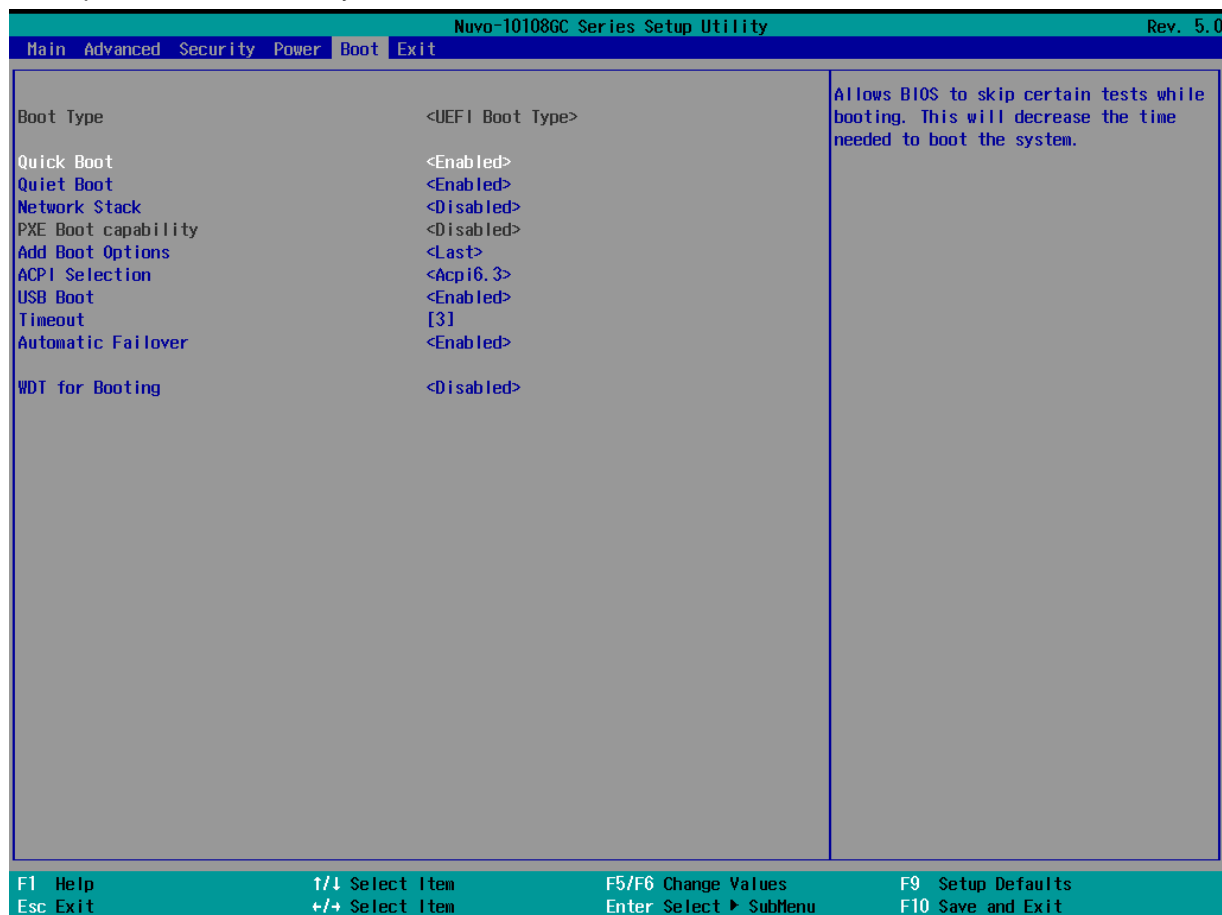 Nuvo-10108GC Series Setup Utility Rev. 5.0
Main Advanced Security Power Boot Exit
Boot Type <UEFI Boot Type>
Quick Boot <Enabled>
Quiet Boot <Enabled>
Network Stack <Disabled>
PXE Boot capability <Disabled>
Add Boot Options <Last>
ACPI Selection <Acpi6.3>
USB Boot <Enabled>
Timeout [3]
Automatic Failover <Enabled>
WDT for Booting <Disabled>
Allows BIOS to skip certain tests while
booting. This will decrease the time
needed to boot the system.
F1 Help ↑/↓ Select Item F5/F6 Change Values F9 Setup Defaults
Esc Exit ←/→ Select Item Enter Select ▶ SubMenu F10 Save and Exit